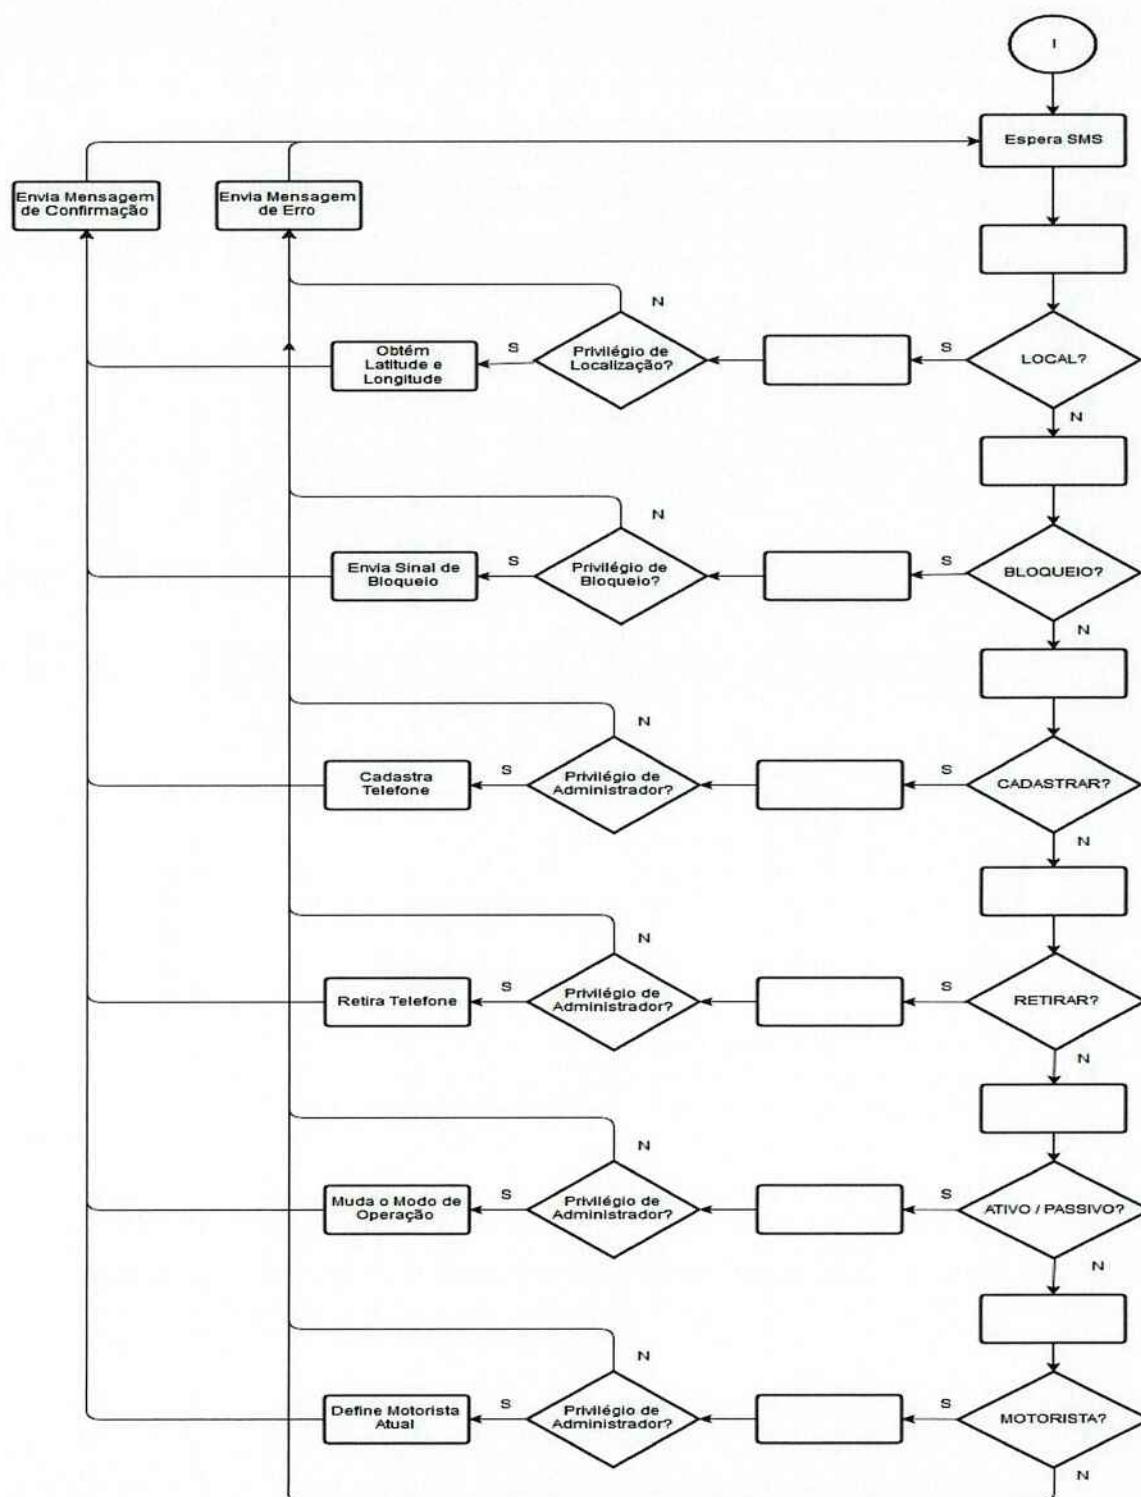 I
Espera SMS
Envia Mensagem
de Confirmação
Envia Mensagem
de Erro
N
Obtém
Latitude e
Longitude
S
Privilégio de
Localização?
S
LOCAL?
N
N
Envia Sinal de
Bloqueio
S
Privilégio de
Bloqueio?
S
BLOQUEIO?
N
N
Cadastra
Telefone
S
Privilégio de
Administrador?
S
CADASTRAR?
N
N
Retira Telefone
S
Privilégio de
Administrador?
S
RETIRAR?
N
N
Muda o Modo de
Operação
S
Privilégio de
Administrador?
S
ATIVO / PASSIVO?
N
N
Define Motorista
Atual
S
Privilégio de
Administrador?
S
MOTORISTA?
N